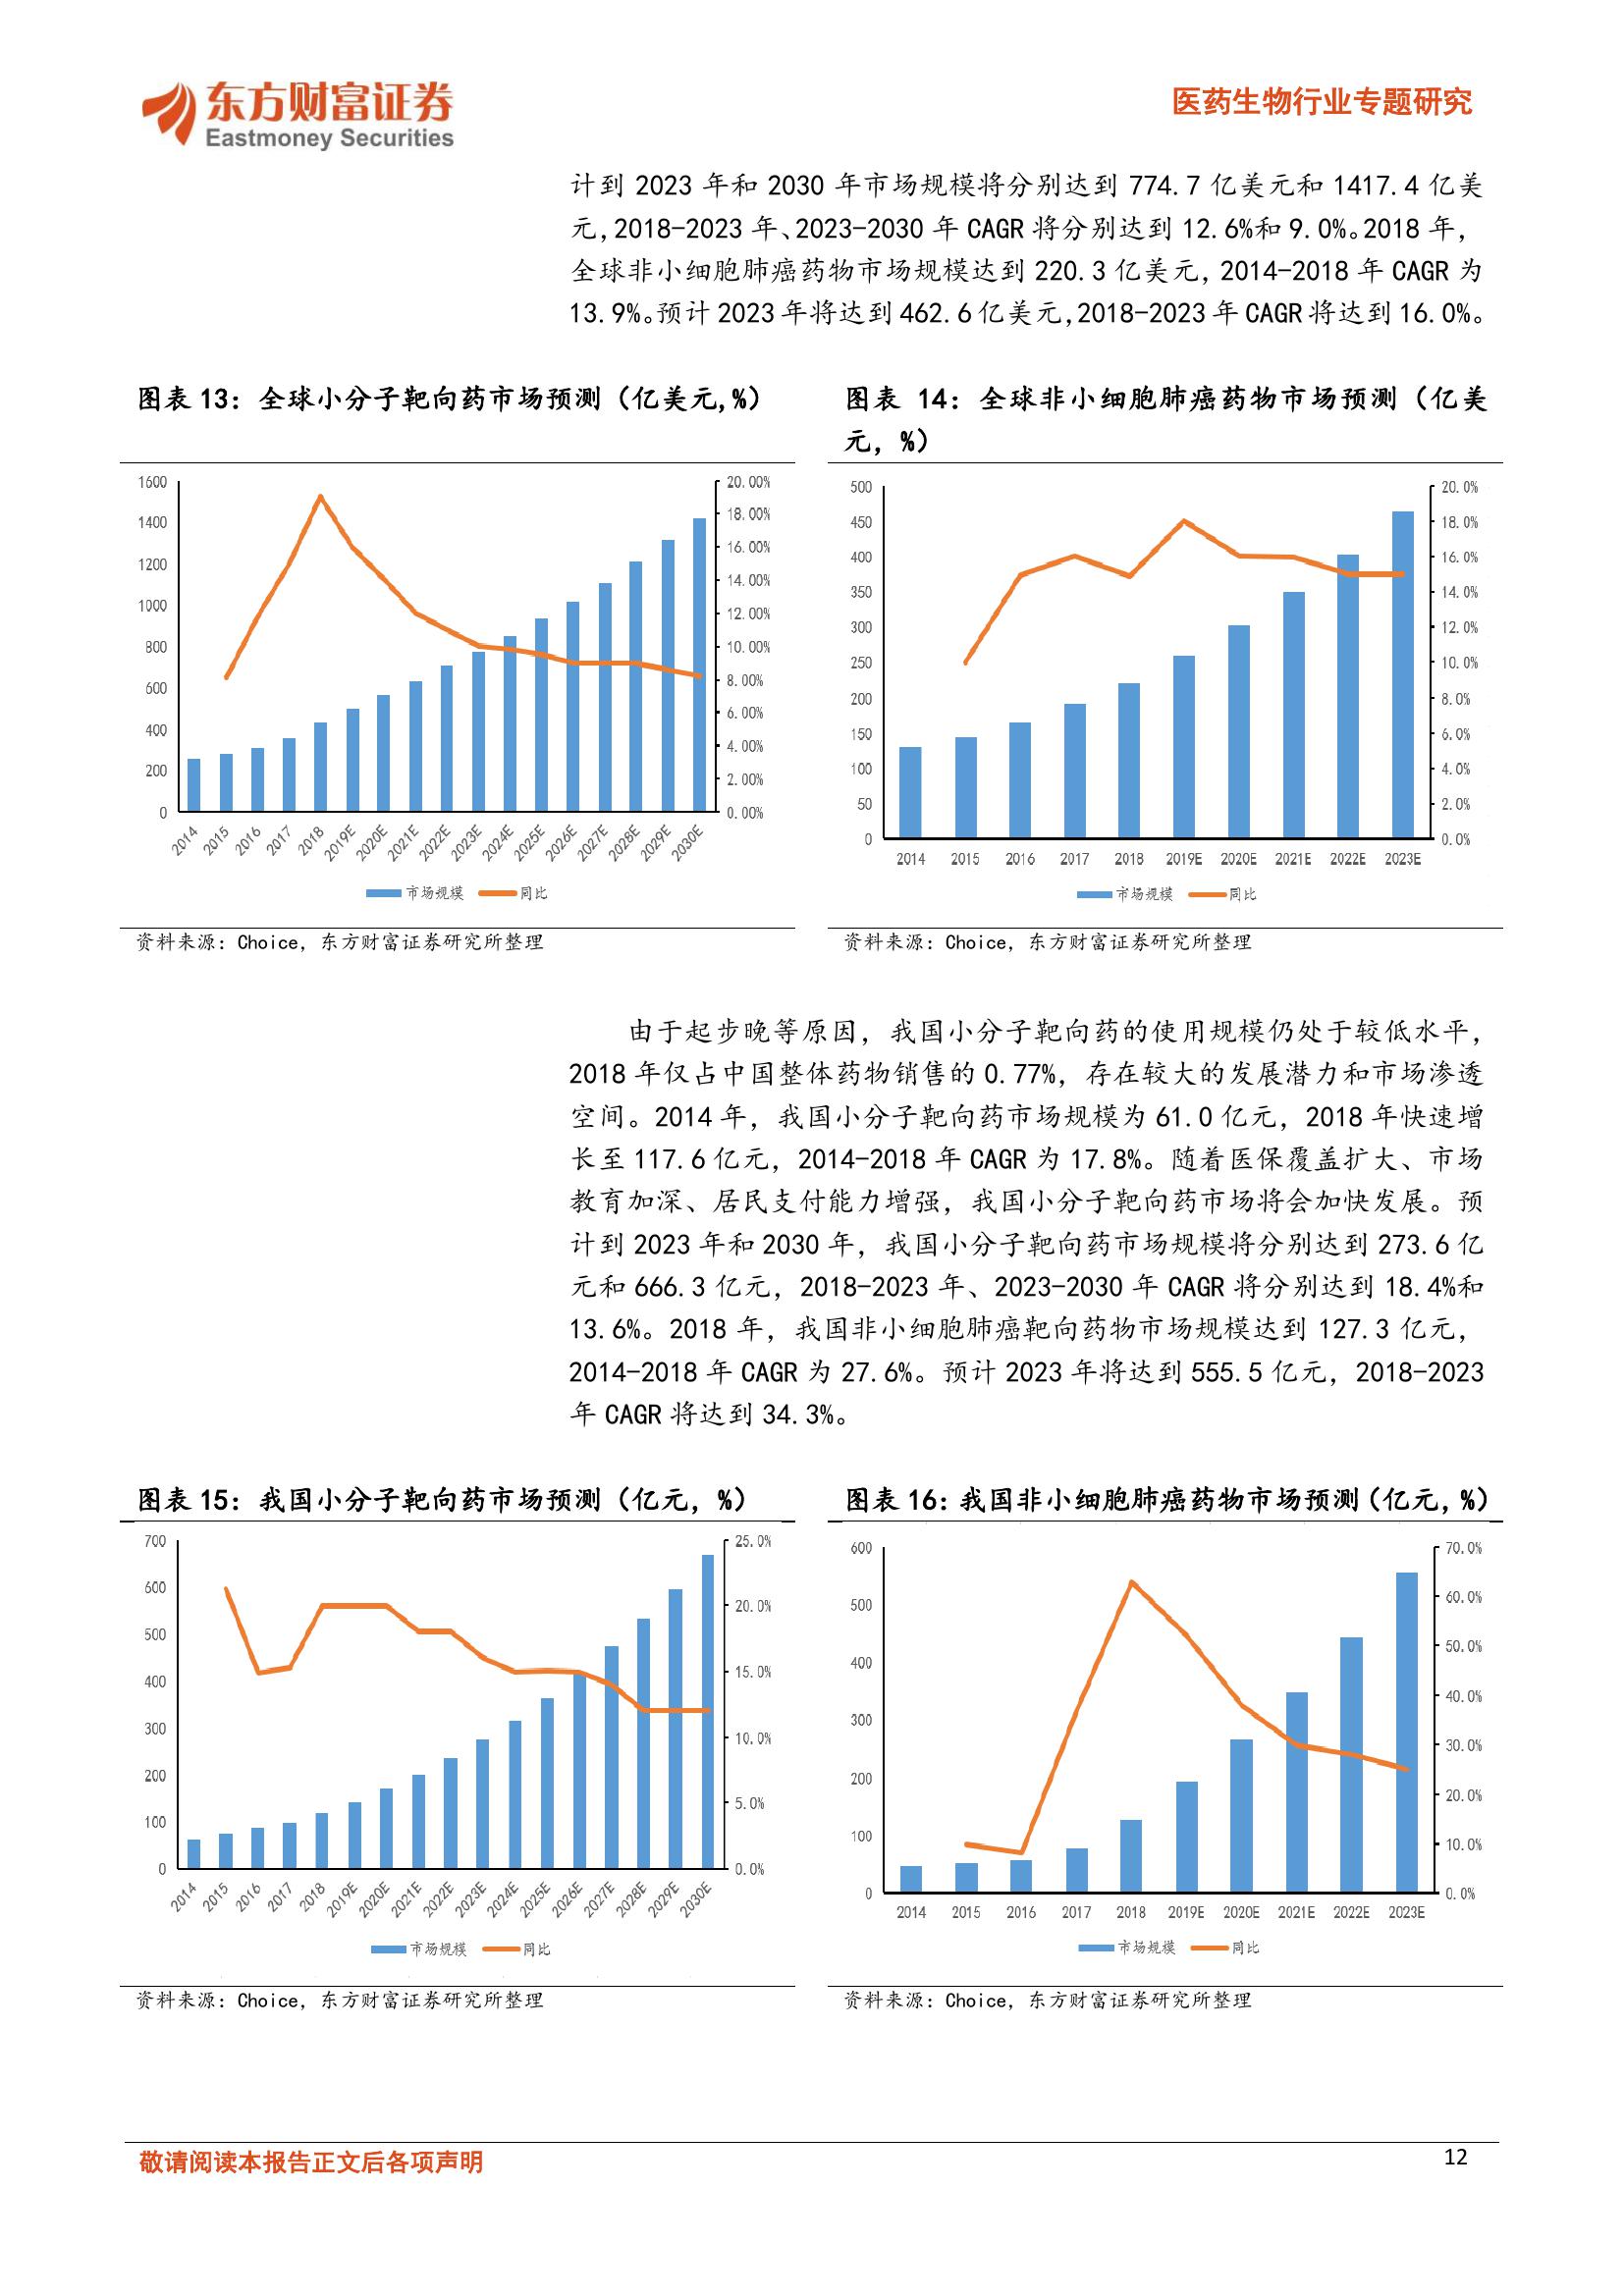 东方财富证券
Eastmoney Securities
医药生物行业专题研究
计到 2023 年和 2030 年市场规模将分别达到 774.7 亿美元和 1417.4 亿美
元,2018-2023 年、2023-2030 年 CAGR 将分别达到 12.6%和 9.0%。2018 年,
全球非小细胞肺癌药物市场规模达到 220.3 亿美元, 2014-2018 年 CAGR 为
13.9%。预计 2023 年将达到 462.6 亿美元,2018-2023 年 CAGR 将达到 16.0%。
图表 13: 全球小分子靶向药市场预测（亿美元,%）
1600
1400
1200
1000
800
600
400
200
0
20.00%
18.00%
16.00%
14.00%
12.00%
10.00%
8.00%
6.00%
4.00%
2.00%
0.00%
2014 2015 2016 2017 2018 2019E 2020E 2021E 2022E 2023E 2024E 2025E 2026E 2027E 2028E 2029E 2030E
市场规模 同比
资料来源: Choice, 东方财富证券研究所整理
图表 14: 全球非小细胞肺癌药物市场预测（亿美
元, %）
500
450
400
350
300
250
200
150
100
50
0
20.0%
18.0%
16.0%
14.0%
12.0%
10.0%
8.0%
6.0%
4.0%
2.0%
0.0%
2014 2015 2016 2017 2018 2019E 2020E 2021E 2022E 2023E
市场规模 同比
资料来源: Choice, 东方财富证券研究所整理
由于起步晚等原因, 我国小分子靶向药的使用规模仍处于较低水平,
2018 年仅占中国整体药物销售的 0.77%, 存在较大的发展潜力和市场渗透
空间。2014 年, 我国小分子靶向药市场规模为 61.0 亿元, 2018 年快速增
长至 117.6 亿元, 2014-2018 年 CAGR 为 17.8%。随着医保覆盖扩大、市场
教育加深、居民支付能力增强, 我国小分子靶向药市场将会加快发展。预
计到 2023 年和 2030 年, 我国小分子靶向药市场规模将分别达到 273.6 亿
元和 666.3 亿元, 2018-2023 年、2023-2030 年 CAGR 将分别达到 18.4%和
13.6%。2018 年, 我国非小细胞肺癌靶向药物市场规模达到 127.3 亿元,
2014-2018 年 CAGR 为 27.6%。预计 2023 年将达到 555.5 亿元, 2018-2023
年 CAGR 将达到 34.3%。
图表 15: 我国小分子靶向药市场预测（亿元, %）
700
600
500
400
300
200
100
0
25.0%
20.0%
15.0%
10.0%
5.0%
0.0%
2014 2015 2016 2017 2018 2019E 2020E 2021E 2022E 2023E 2024E 2025E 2026E 2027E 2028E 2029E 2030E
市场规模 同比
资料来源: Choice, 东方财富证券研究所整理
图表 16: 我国非小细胞肺癌药物市场预测（亿元, %）
600
500
400
300
200
100
0
70.0%
60.0%
50.0%
40.0%
30.0%
20.0%
10.0%
0.0%
2014 2015 2016 2017 2018 2019E 2020E 2021E 2022E 2023E
市场规模 同比
资料来源: Choice, 东方财富证券研究所整理
敬请阅读本报告正文后各项声明
12